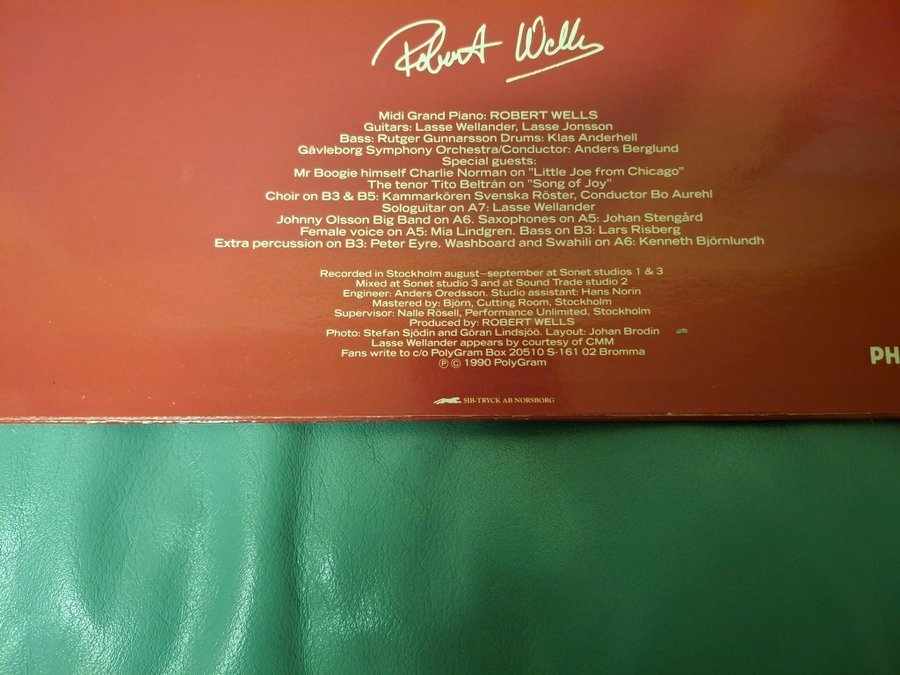 Robert Wells
Midi Grand Piano: ROBERT WELLS
Guitars: Lasse Wellander, Lasse Jonsson
Bass: Rutger Gunnarsson Drums: Klas Anderhell
Gävleborg Symphony Orchestra/Conductor: Anders Berglund
Special guests:
Mr Boogie himself Charlie Norman on "Little Joe from Chicago"
The tenor Tito Beltrán on "Song of Joy"
Choir on B3 & B5: Kammarkören Svenska Röster, Conductor Bo Aurehl
Sologuitar on A7: Lasse Wellander
Johnny Olsson Big Band on A6. Saxophones on A5: Johan Stengård
Female voice on A5: Mia Lindgren. Bass on B3: Lars Risberg
Extra percussion on B3: Peter Eyre. Washboard and Swahili on A6: Kenneth Björnlundh
Recorded in Stockholm august–september at Sonet studios 1 & 3
Mixed at Sonet studio 3 and at Sound Trade studio 2
Engineer: Anders Oredsson. Studio assistant: Hans Norin
Mastered by: Björn, Cutting Room, Stockholm
Supervisor: Nalle Rösell, Performance Unlimited, Stockholm
Produced by: ROBERT WELLS
Photo: Stefan Sjödin and Göran Lindsjöö. Layout: Johan Brodin
Lasse Wellander appears by courtesy of CMM
Fans write to c/o PolyGram Box 20510 S-161 02 Bromma
℗ © 1990 PolyGram
PH
SIB-TRYCK AB NORSBORG